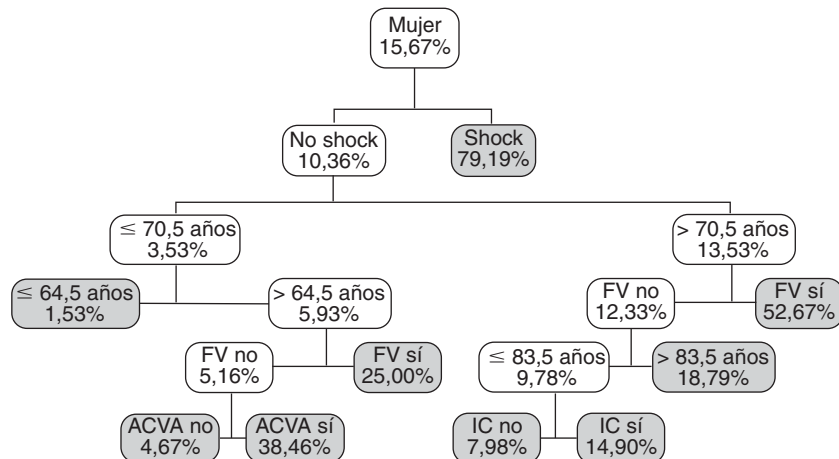 Mujer
15,67%
No shock
10,36%
Shock
79,19%
≤ 70,5 años
3,53%
> 70,5 años
13,53%
≤ 64,5 años
1,53%
> 64,5 años
5,93%
FV no
12,33%
FV sí
52,67%
FV no
5,16%
FV sí
25,00%
≤ 83,5 años
9,78%
> 83,5 años
18,79%
ACVA no
4,67%
ACVA sí
38,46%
IC no
7,98%
IC sí
14,90%